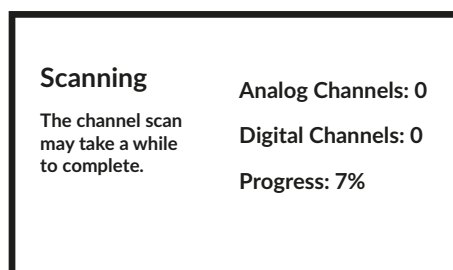 Scanning
The channel scan
may take a while
to complete.
Analog Channels: 0
Digital Channels: 0
Progress: 7%